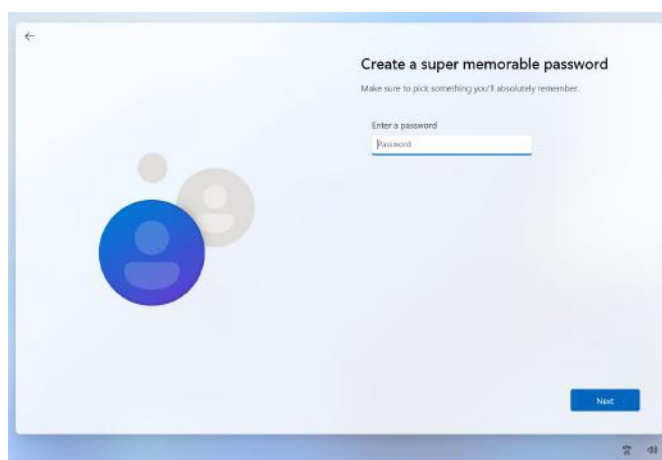 Create a super memorable password
Make sure to pick something you'll absolutely remember.
Enter a password
Password
Next